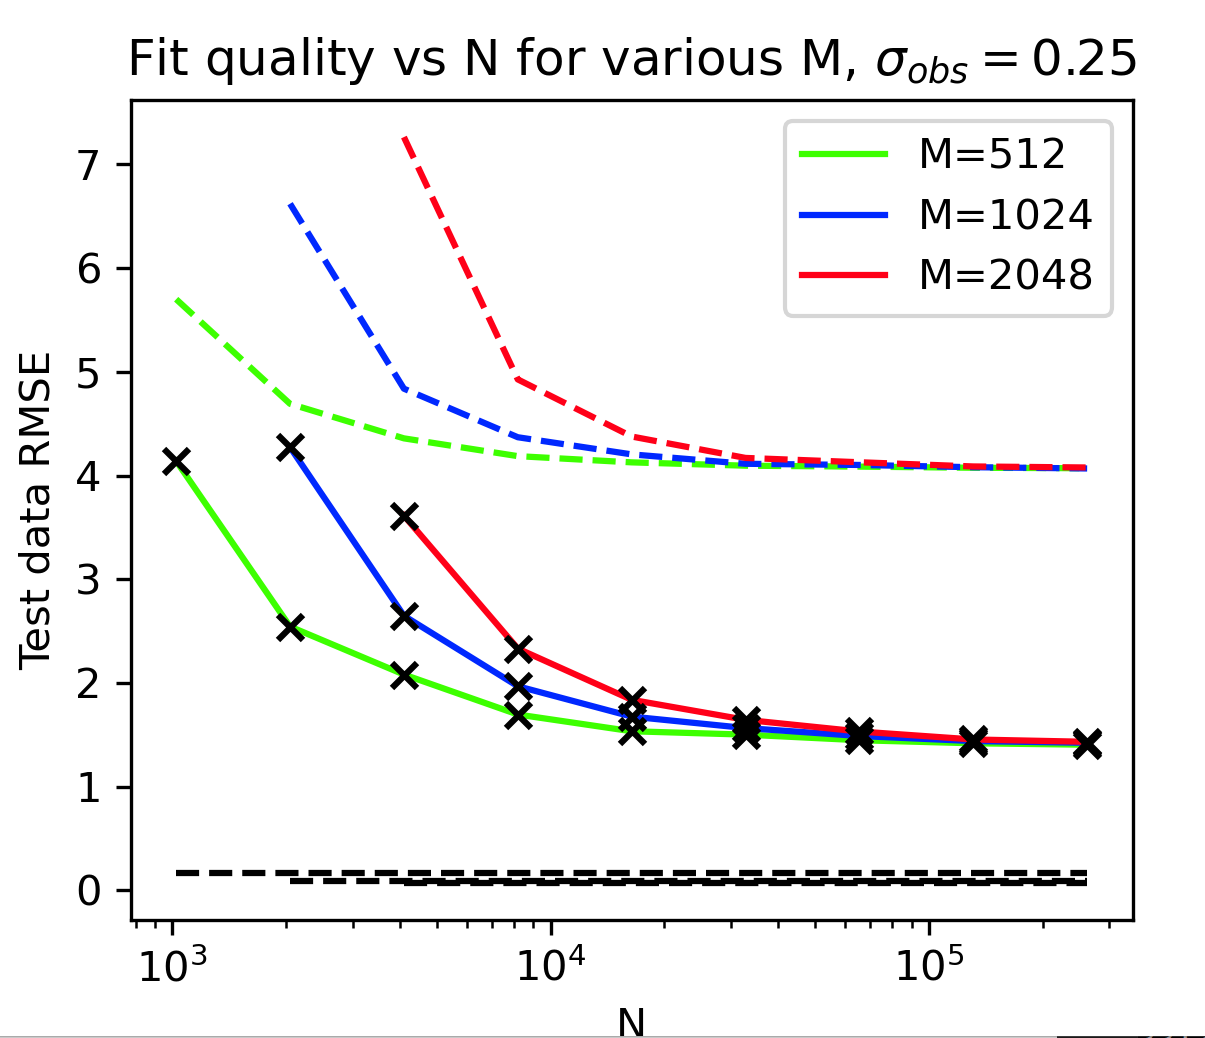 Fit quality vs N for various M, σ_obs = 0.25
M=512
M=1024
M=2048
7
6
5
4
3
2
1
0
Test data RMSE
10³
10⁴
10⁵
N